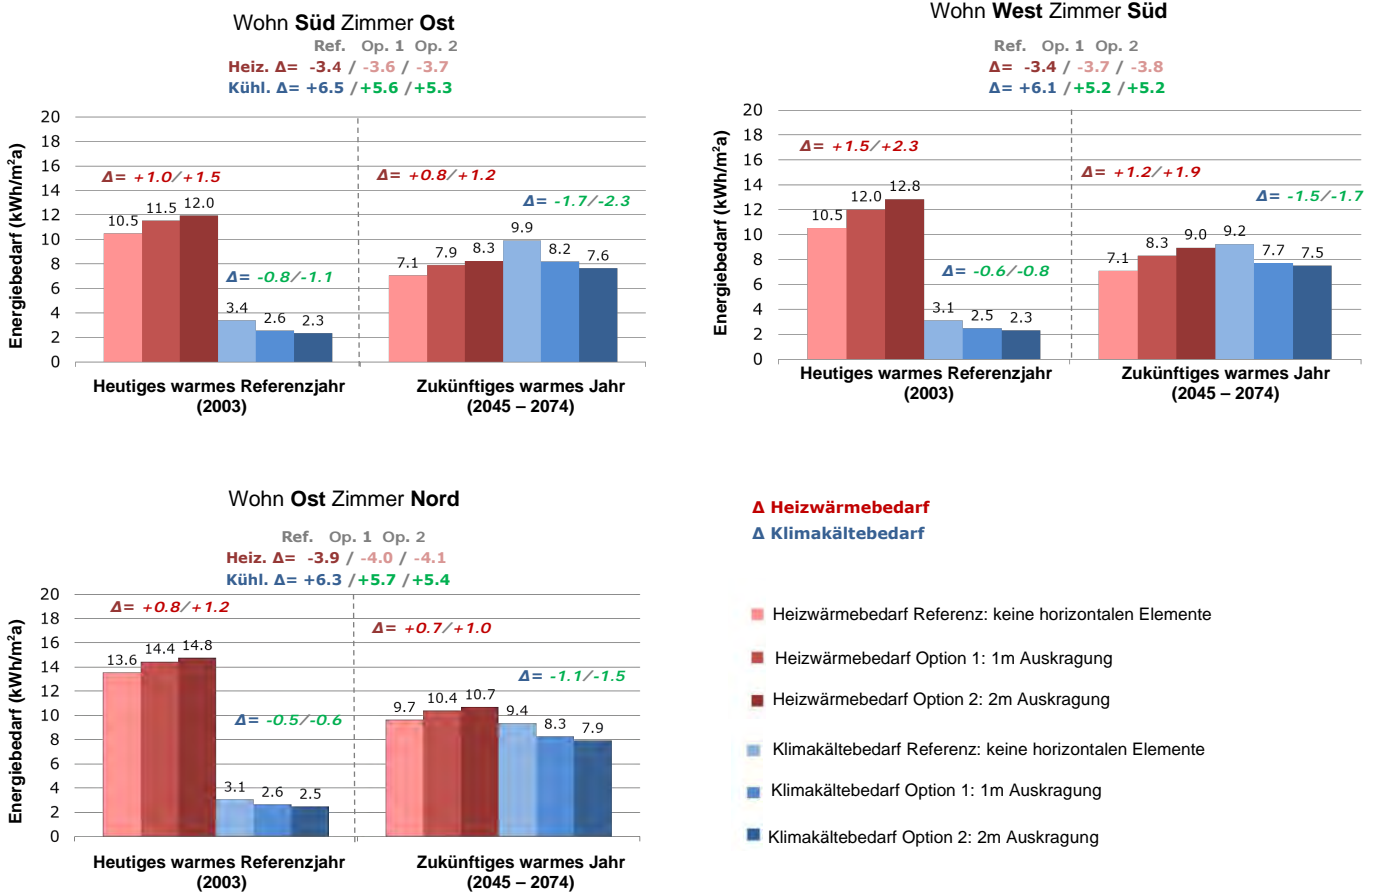 Wohn Süd Zimmer Ost
Ref. Op. 1 Op. 2
Heiz. Δ= -3.4 / -3.6 / -3.7
Kühl. Δ= +6.5 /+5.6 /+5.3
Energiebedarf (kWh/m²a)
20
18
16
14
12
10
8
6
4
2
0
Δ= +1.0/+1.5
10.5 11.5 12.0
Δ= -0.8/-1.1
3.4 2.6 2.3
Δ= +0.8/+1.2
Δ= -1.7/-2.3
7.1 7.9 8.3 9.9 8.2 7.6
Heutiges warmes Referenzjahr
(2003)
Zukünftiges warmes Jahr
(2045 – 2074)
Wohn West Zimmer Süd
Ref. Op. 1 Op. 2
Δ= -3.4 / -3.7 / -3.8
Δ= +6.1 /+5.2 /+5.2
Energiebedarf (kWh/m²a)
20
18
16
14
12
10
8
6
4
2
0
Δ= +1.5/+2.3
10.5 12.0 12.8
Δ= -0.6/-0.8
3.1 2.5 2.3
Δ= +1.2/+1.9
Δ= -1.5/-1.7
7.1 8.3 9.0 9.2 7.7 7.5
Heutiges warmes Referenzjahr
(2003)
Zukünftiges warmes Jahr
(2045 – 2074)
Wohn Ost Zimmer Nord
Ref. Op. 1 Op. 2
Heiz. Δ= -3.9 / -4.0 / -4.1
Kühl. Δ= +6.3 /+5.7 /+5.4
Energiebedarf (kWh/m²a)
20
18
16
14
12
10
8
6
4
2
0
Δ= +0.8/+1.2
13.6 14.4 14.8
Δ= -0.5/-0.6
3.1 2.6 2.5
Δ= +0.7/+1.0
Δ= -1.1/-1.5
9.7 10.4 10.7 9.4 8.3 7.9
Heutiges warmes Referenzjahr
(2003)
Zukünftiges warmes Jahr
(2045 – 2074)
Δ Heizwärmebedarf
Δ Klimakältebedarf
Heizwärmebedarf Referenz: keine horizontalen Elemente
Heizwärmebedarf Option 1: 1m Auskragung
Heizwärmebedarf Option 2: 2m Auskragung
Klimakältebedarf Referenz: keine horizontalen Elemente
Klimakältebedarf Option 1: 1m Auskragung
Klimakältebedarf Option 2: 2m Auskragung